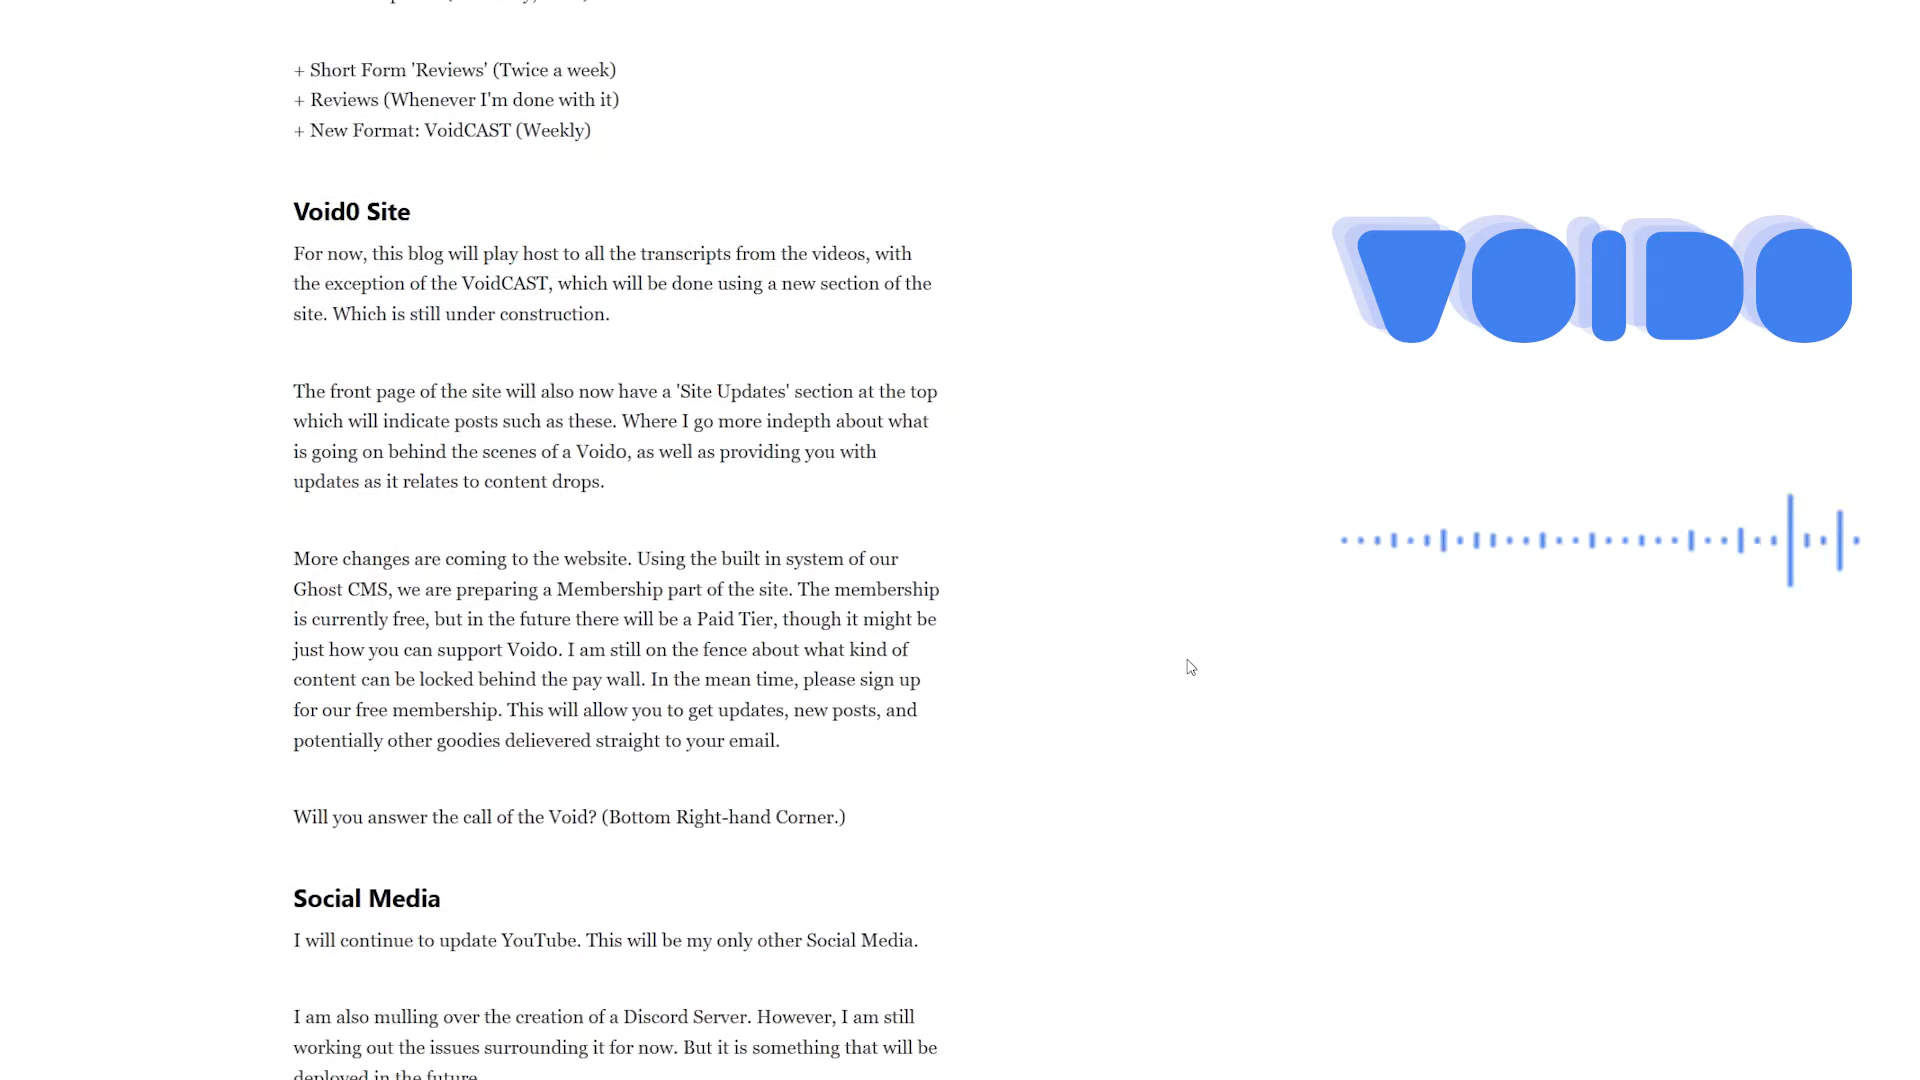 + Short Form 'Reviews' (Twice a week)
+ Reviews (Whenever I'm done with it)
+ New Format: VoidCAST (Weekly)
Void0 Site
For now, this blog will play host to all the transcripts from the videos, with
the exception of the VoidCAST, which will be done using a new section of the
site. Which is still under construction.
The front page of the site will also now have a 'Site Updates' section at the top
which will indicate posts such as these. Where I go more indepth about what
is going on behind the scenes of a Void0, as well as providing you with
updates as it relates to content drops.
More changes are coming to the website. Using the built in system of our
Ghost CMS, we are preparing a Membership part of the site. The membership
is currently free, but in the future there will be a Paid Tier, though it might be
just how you can support Void0. I am still on the fence about what kind of
content can be locked behind the pay wall. In the mean time, please sign up
for our free membership. This will allow you to get updates, new posts, and
potentially other goodies delievered straight to your email.
Will you answer the call of the Void? (Bottom Right-hand Corner.)
Social Media
I will continue to update YouTube. This will be my only other Social Media.
I am also mulling over the creation of a Discord Server. However, I am still
working out the issues surrounding it for now. But it is something that will be
deployed in the future.
VOID0